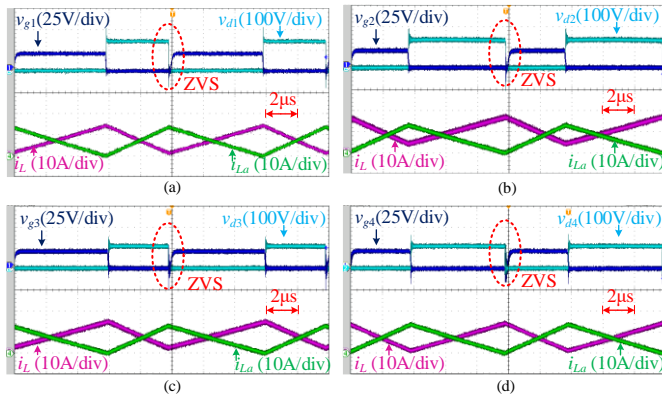 vg1(25V/div) vd1(100V/div)
ZVS
2μs
iL(10A/div) iLa(10A/div)
(a)
vg2(25V/div) vd2(100V/div)
ZVS
2μs
iL(10A/div) iLa(10A/div)
(b)
vg3(25V/div) vd3(100V/div)
ZVS
2μs
iL(10A/div) iLa(10A/div)
(c)
vg4(25V/div) vd4(100V/div)
ZVS
2μs
iL(10A/div) iLa(10A/div)
(d)